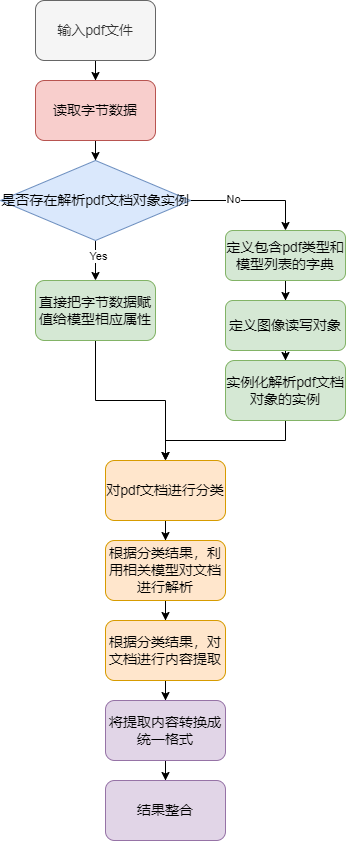 输入pdf文件
读取字节数据
是否存在解析pdf文档对象实例
No
Yes
定义包含pdf类型和
模型列表的字典
直接把字节数据赋
值给模型相应属性
定义图像读写对象
实例化解析pdf文档
对象的实例
对pdf文档进行分类
根据分类结果，利
用相关模型对文档
进行解析
根据分类结果，对
文档进行内容提取
将提取内容转换成
统一格式
结果整合